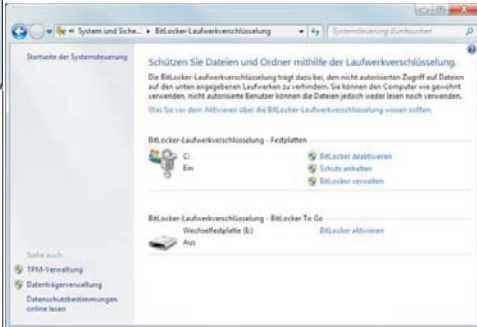 « System und Siche... ▸ BitLocker-Laufwerkverschlüsselung
Systemsteuerung durchsuchen
Startseite der Systemsteuerung
Schützen Sie Dateien und Ordner mithilfe der Laufwerkverschlüsselung.
Die BitLocker-Laufwerkverschlüsselung trägt dazu bei, den nicht autorisierten Zugriff auf Dateien
auf den unten angegebenen Laufwerken zu verhindern. Sie können den Computer wie gewohnt
verwenden, nicht autorisierte Benutzer können die Dateien jedoch weder lesen noch verwenden.
Was Sie vor dem Aktivieren über die BitLocker-Laufwerkverschlüsselung wissen sollten.
BitLocker-Laufwerkverschlüsselung - Festplatten
C:
Ein
BitLocker deaktivieren
Schutz anhalten
BitLocker verwalten
BitLocker-Laufwerkverschlüsselung - BitLocker To Go
Wechselfestplatte (E:)
Aus
BitLocker aktivieren
Siehe auch
TPM-Verwaltung
Datenträgerverwaltung
Datenschutzbestimmungen
online lesen